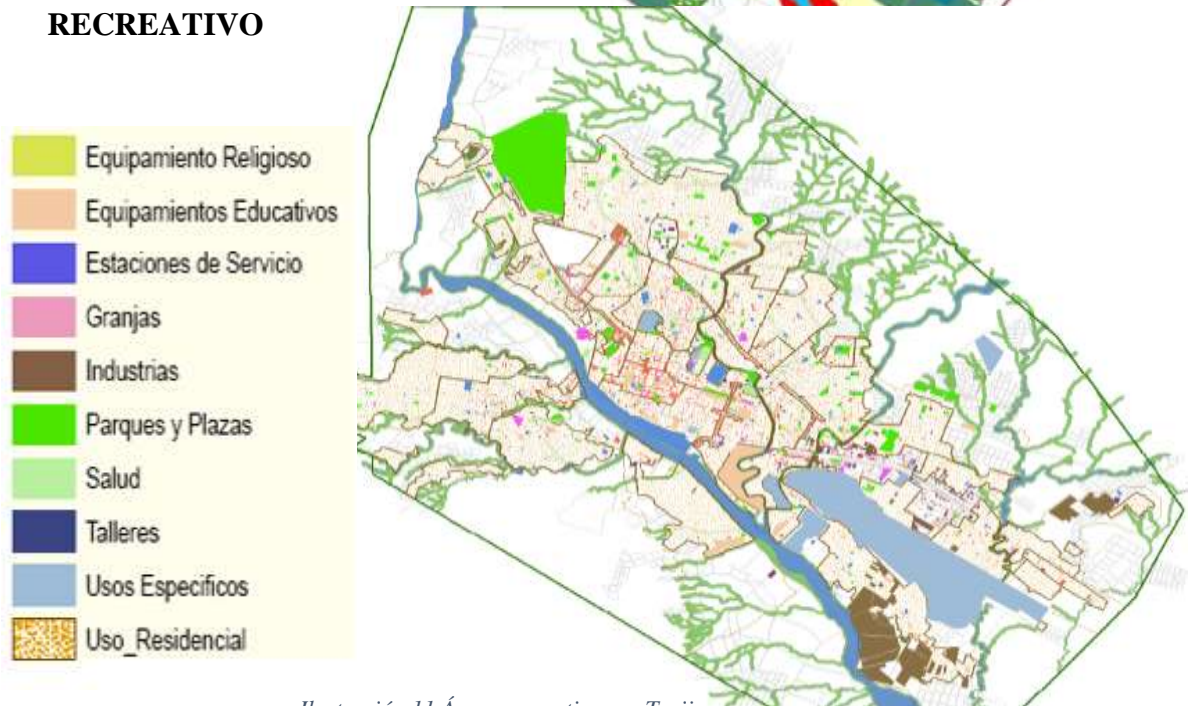 RECREATIVO
Equipamiento Religioso
Equipamientos Educativos
Estaciones de Servicio
Granjas
Industrias
Parques y Plazas
Salud
Talleres
Usos Especificos
Uso_Residencial